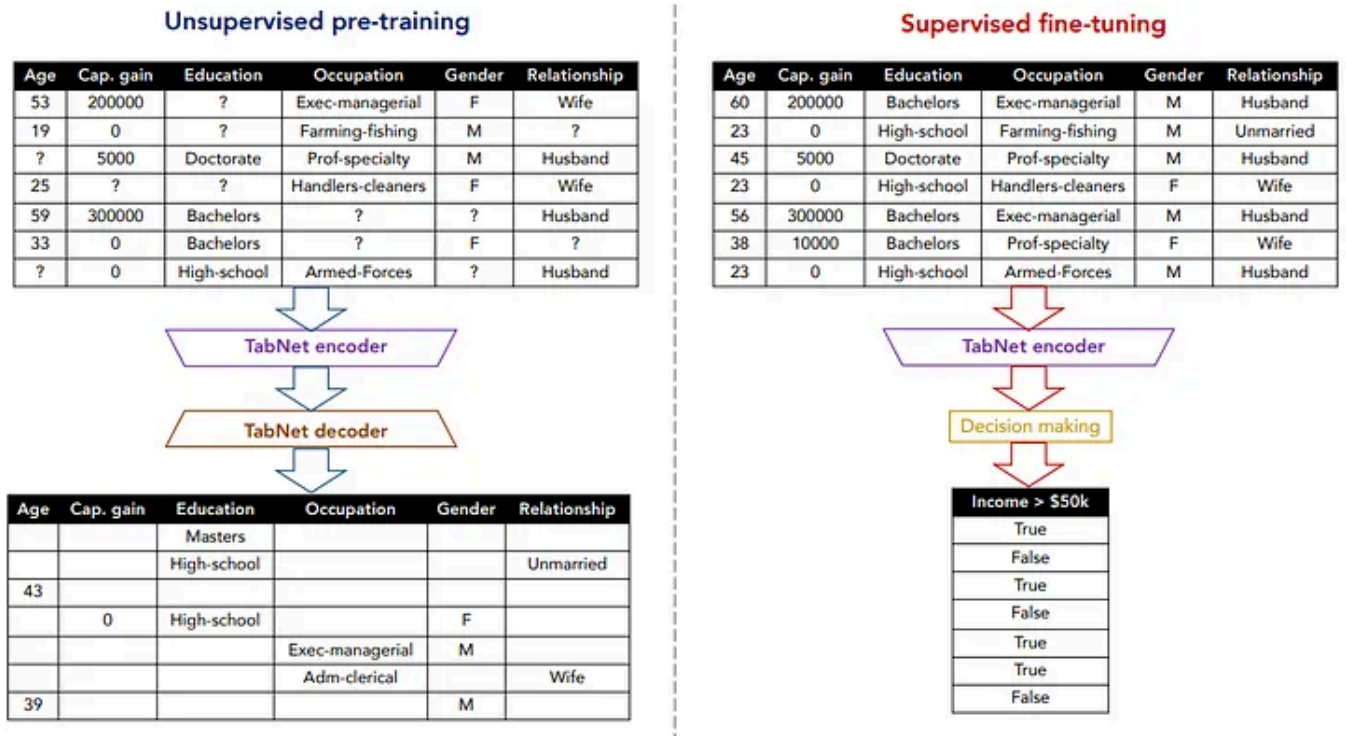 Unsupervised pre-training
Age Cap. gain Education Occupation Gender Relationship
53 200000 ? Exec-managerial F Wife
19 0 ? Farming-fishing M ?
? 5000 Doctorate Prof-specialty M Husband
25 ? ? Handlers-cleaners F Wife
59 300000 Bachelors ? ? Husband
33 0 Bachelors ? F ?
? 0 High-school Armed-Forces ? Husband
TabNet encoder
TabNet decoder
Age Cap. gain Education Occupation Gender Relationship
Masters
High-school Unmarried
43
0 High-school F
Exec-managerial M
Adm-clerical Wife
39 M
Supervised fine-tuning
Age Cap. gain Education Occupation Gender Relationship
60 200000 Bachelors Exec-managerial M Husband
23 0 High-school Farming-fishing M Unmarried
45 5000 Doctorate Prof-specialty M Husband
23 0 High-school Handlers-cleaners F Wife
56 300000 Bachelors Exec-managerial M Husband
38 10000 Bachelors Prof-specialty F Wife
23 0 High-school Armed-Forces M Husband
TabNet encoder
Decision making
Income > $50k
True
False
True
False
True
True
False